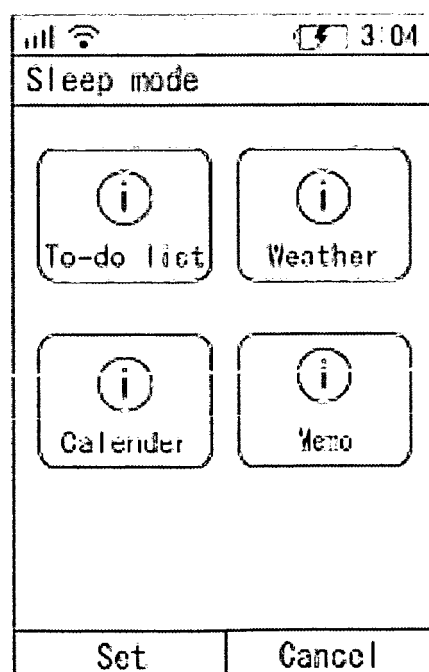 3:04
Sleep mode
i
i
To-do list
Weather
i
i
Calender
Memo
Set
Cancel